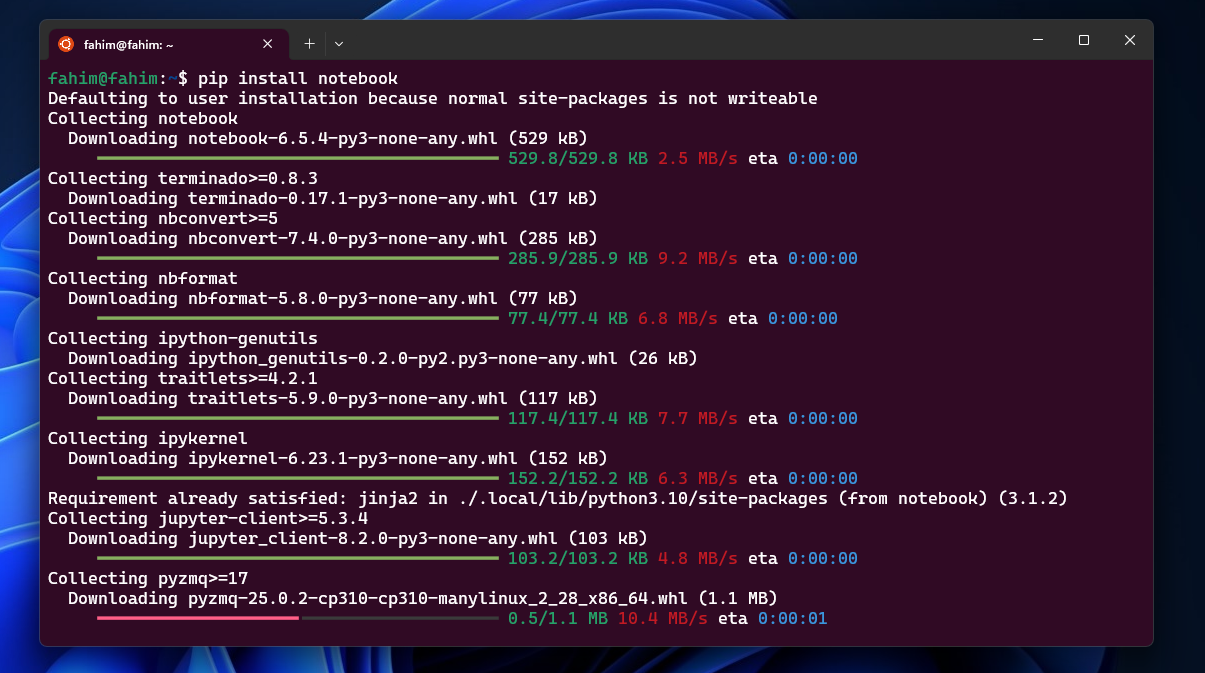 fahim@fahim: ~
fahim@fahim:~$ pip install notebook
Defaulting to user installation because normal site-packages is not writeable
Collecting notebook
  Downloading notebook-6.5.4-py3-none-any.whl (529 kB)
529.8/529.8 KB 2.5 MB/s eta 0:00:00
Collecting terminado>=0.8.3
  Downloading terminado-0.17.1-py3-none-any.whl (17 kB)
Collecting nbconvert>=5
  Downloading nbconvert-7.4.0-py3-none-any.whl (285 kB)
285.9/285.9 KB 9.2 MB/s eta 0:00:00
Collecting nbformat
  Downloading nbformat-5.8.0-py3-none-any.whl (77 kB)
77.4/77.4 KB 6.8 MB/s eta 0:00:00
Collecting ipython-genutils
  Downloading ipython_genutils-0.2.0-py2.py3-none-any.whl (26 kB)
Collecting traitlets>=4.2.1
  Downloading traitlets-5.9.0-py3-none-any.whl (117 kB)
117.4/117.4 KB 7.7 MB/s eta 0:00:00
Collecting ipykernel
  Downloading ipykernel-6.23.1-py3-none-any.whl (152 kB)
152.2/152.2 KB 6.3 MB/s eta 0:00:00
Requirement already satisfied: jinja2 in ./.local/lib/python3.10/site-packages (from notebook) (3.1.2)
Collecting jupyter-client>=5.3.4
  Downloading jupyter_client-8.2.0-py3-none-any.whl (103 kB)
103.2/103.2 KB 4.8 MB/s eta 0:00:00
Collecting pyzmq>=17
  Downloading pyzmq-25.0.2-cp310-cp310-manylinux_2_28_x86_64.whl (1.1 MB)
0.5/1.1 MB 10.4 MB/s eta 0:00:01